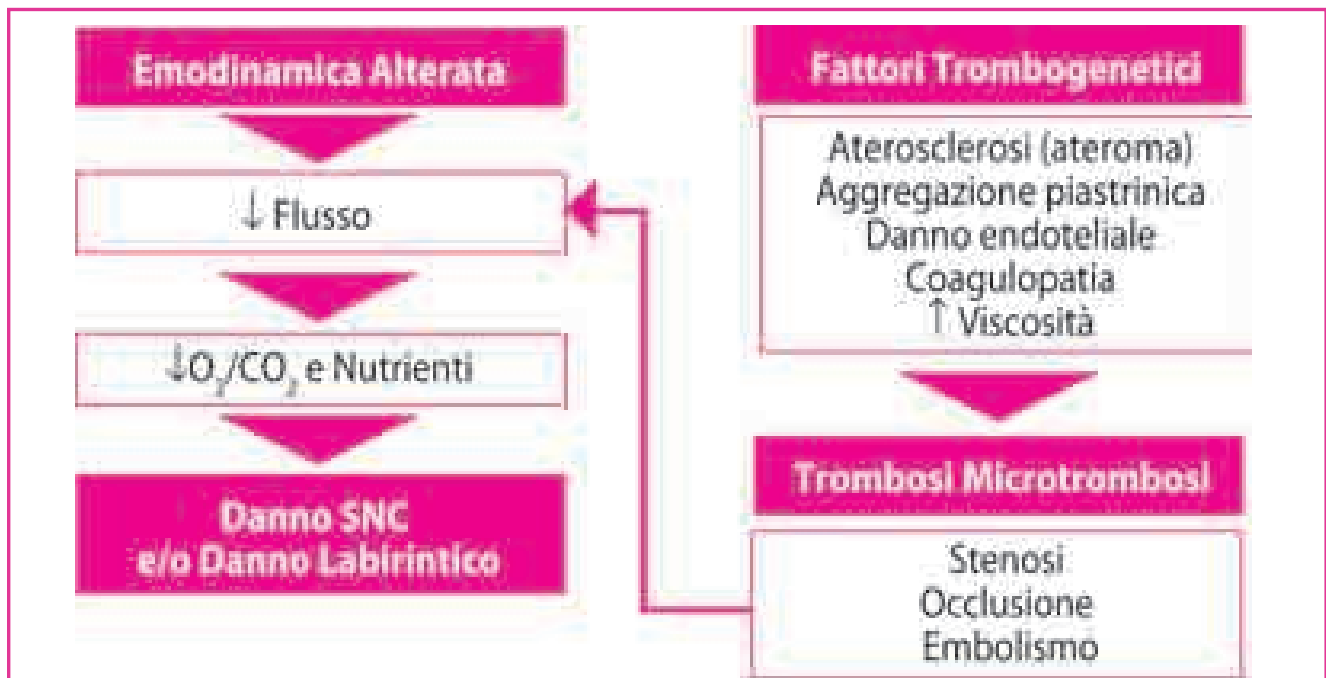 Emodinamica Alterata
↓ Flusso
↓O₂/CO₂ e Nutrienti
Danno SNC
e/o Danno Labirintico
Fattori Trombogenetici
Aterosclerosi (ateroma)
Aggregazione piastrinica
Danno endoteliale
Coagulopatia
↑ Viscosità
Trombosi Microtrombosi
Stenosi
Occlusione
Embolismo